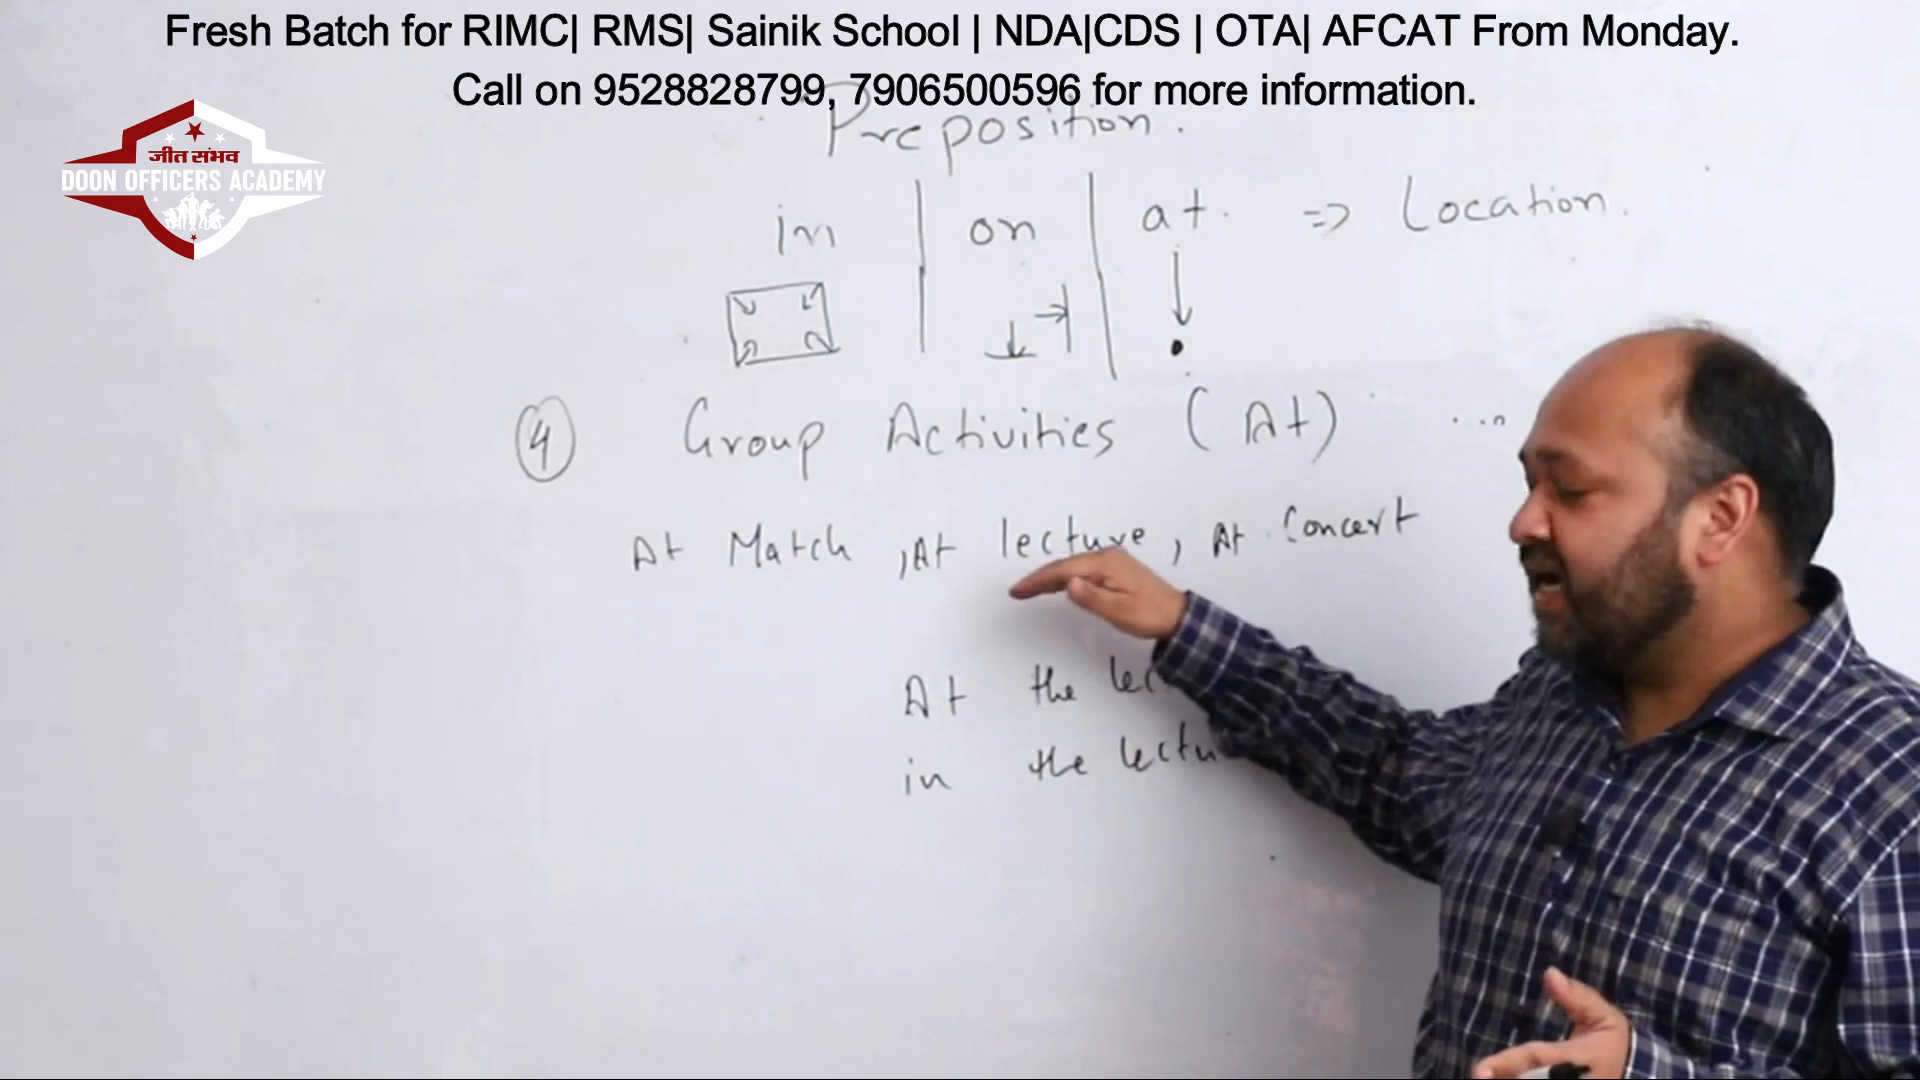 Fresh Batch for RIMC| RMS| Sainik School | NDA|CDS | OTA| AFCAT From Monday.
Call on 9528828799, 7906500596 for more information.
जीत संभव
DOON OFFICERS ACADEMY
Preposition.
in | on | at. => Location.
4 Group Activities (At) ...
At Match, At lecture, At Concert
At the lec
in the lectu